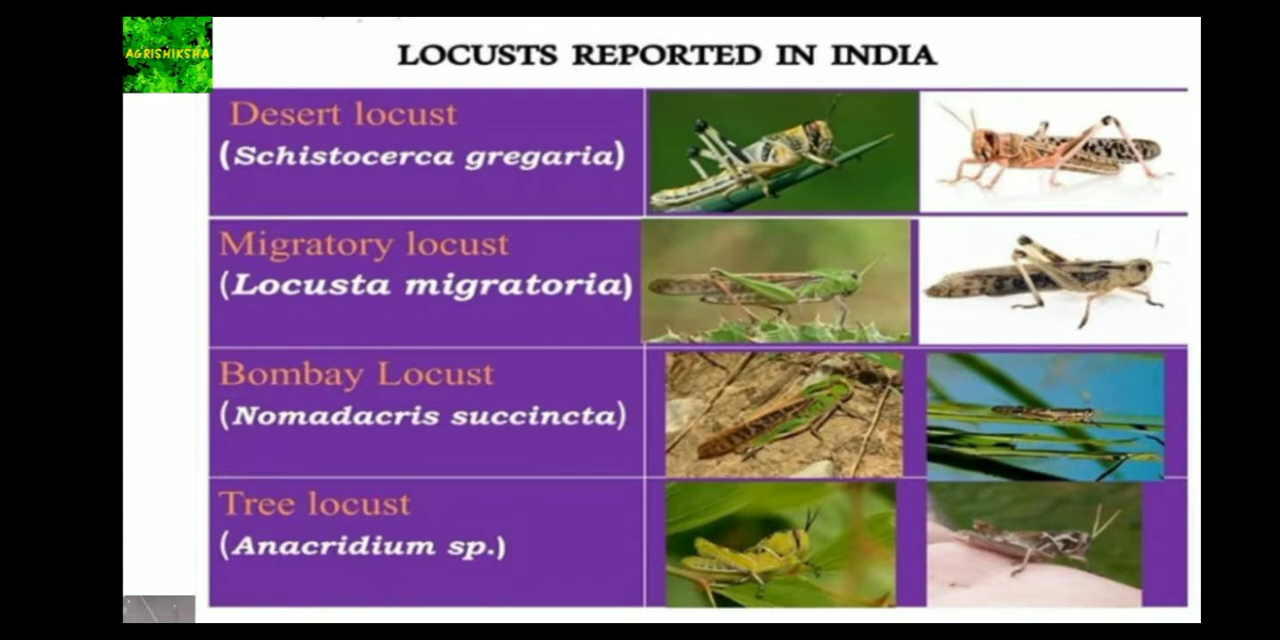 AGRISHIKSHA
LOCUSTS REPORTED IN INDIA
Desert locust
(Schistocerca gregaria)
Migratory locust
(Locusta migratoria)
Bombay Locust
(Nomadacris succincta)
Tree locust
(Anacridium sp.)